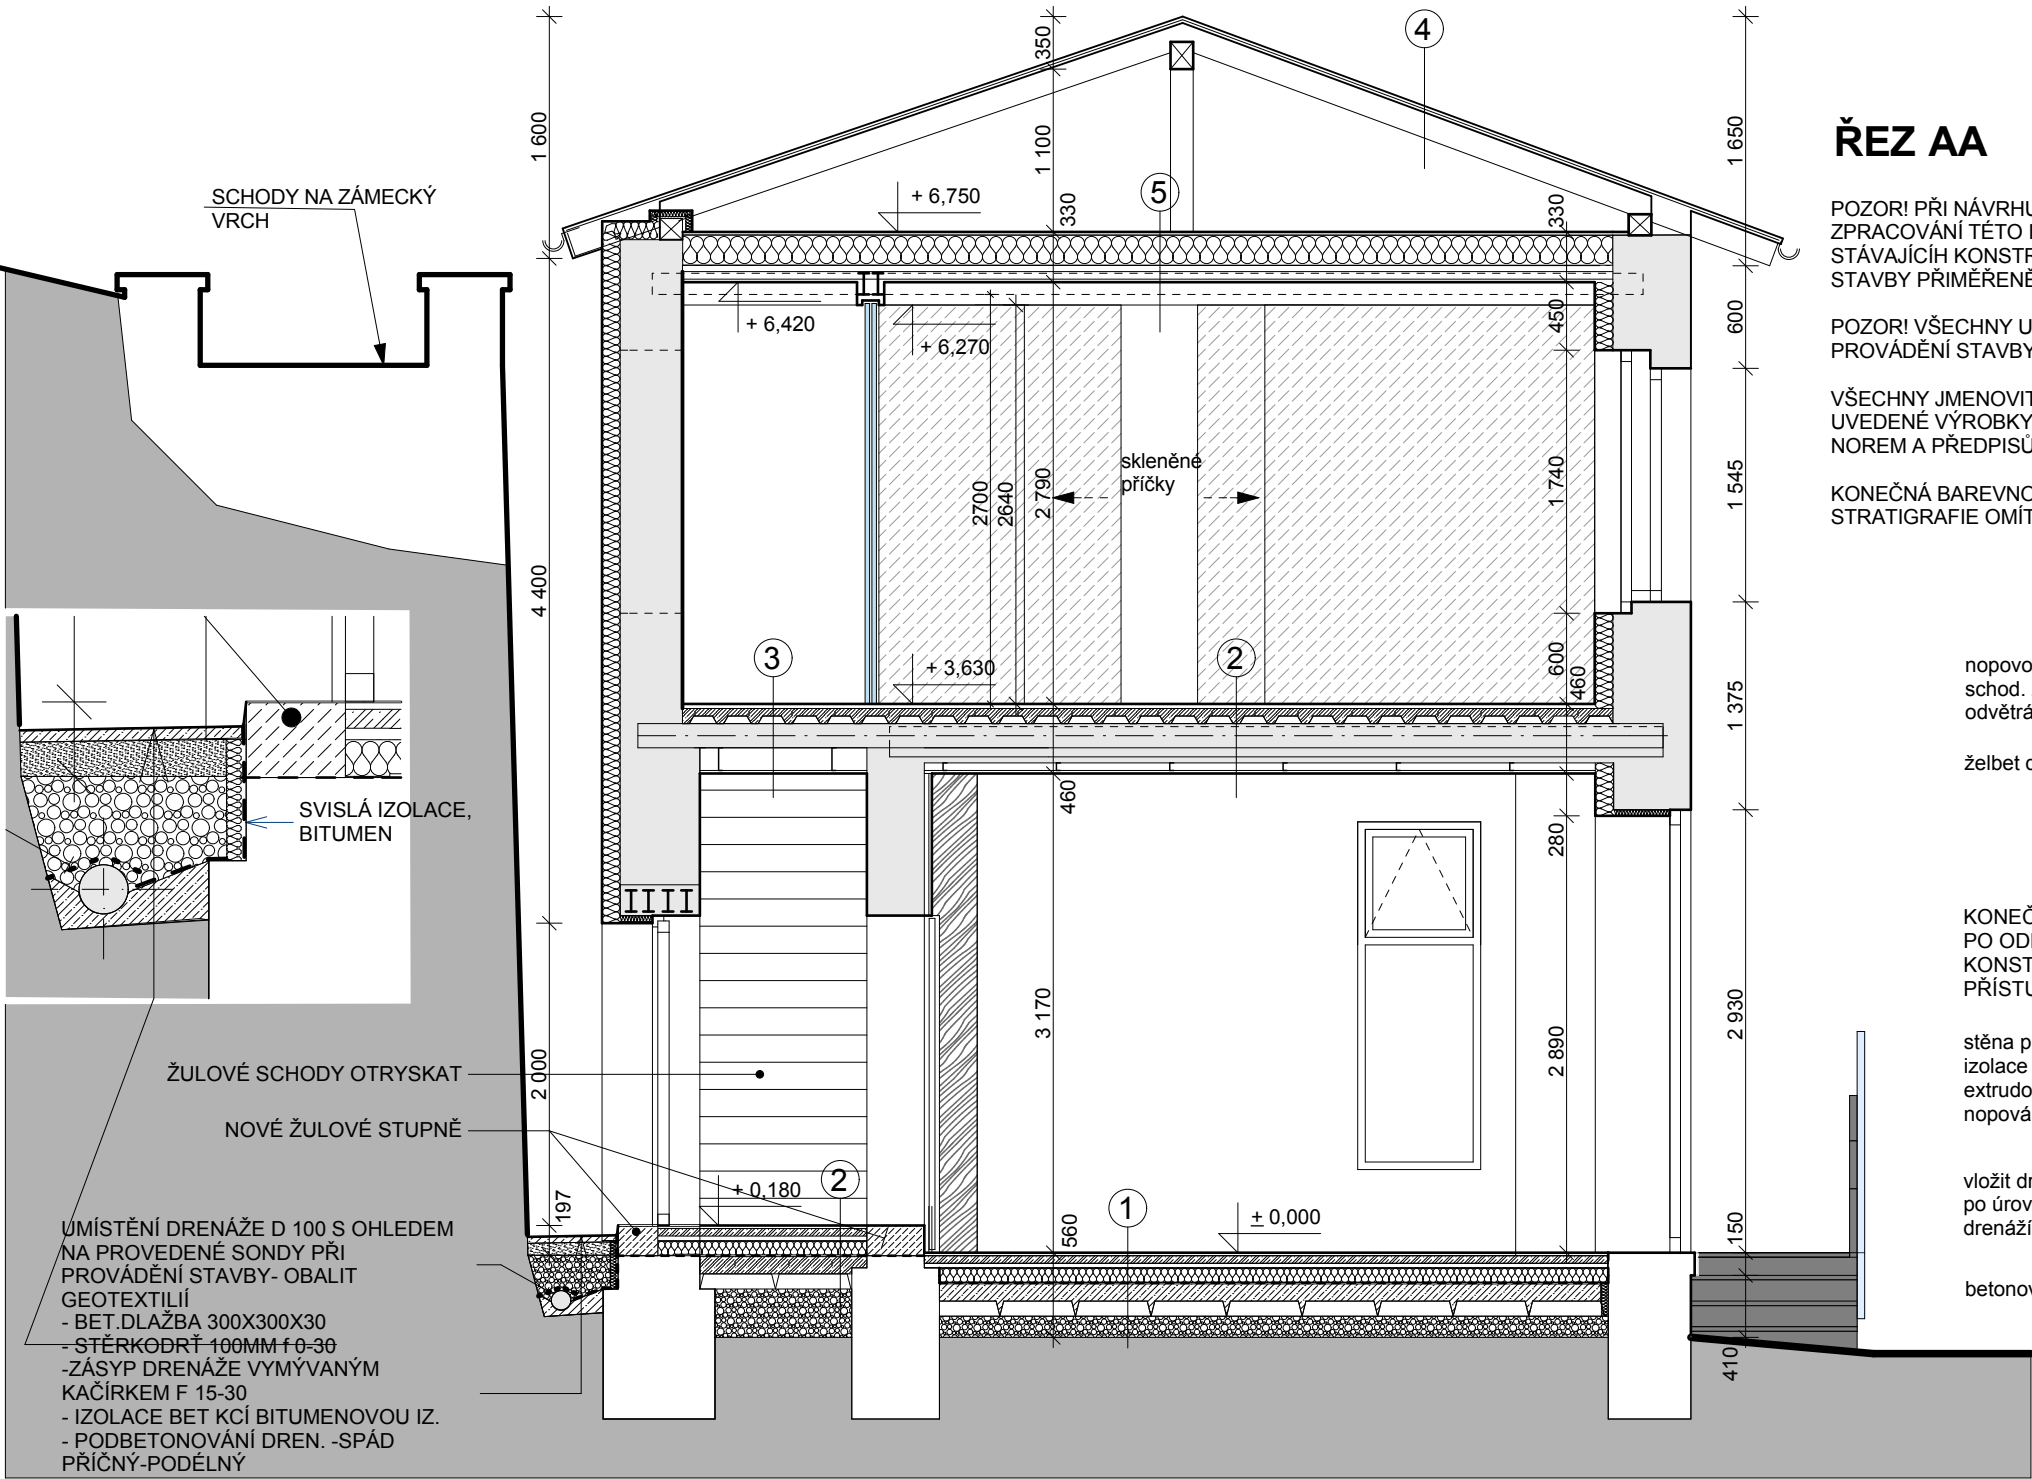 ŘEZ AA
POZOR! PŘI NÁVRHU
ZPRACOVÁNÍ TÉTO
STÁVAJÍCÍH KONSTR
STAVBY PŘIMĚŘENĚ
POZOR! VŠECHNY U
PROVÁDĚNÍ STAVBY
VŠECHNY JMENOVIT
UVEDENÉ VÝROBKY
NOREM A PŘEDPISŮ
KONEČNÁ BAREVNO
STRATIGRAFIE OMÍT
nopovo
schod.
odvětrá
želbet
KONEČ
PO OD
KONST
PŘÍSTU
stěna p
izolace
extrudo
nopová
vložit dr
po úrov
drenáží
betonov
SCHODY NA ZÁMECKÝ
VRCH
SVISLÁ IZOLACE,
BITUMEN
ŽULOVÉ SCHODY OTRYSKAT
NOVÉ ŽULOVÉ STUPNĚ
UMÍSTĚNÍ DRENÁŽE D 100 S OHLEDEM
NA PROVEDENÉ SONDY PŘI
PROVÁDĚNÍ STAVBY- OBALIT
GEOTEXTILIÍ
- BET.DLAŽBA 300X300X30
- STĚRKODRŤ 100MM f 0-30
-ZÁSYP DRENÁŽE VYMÝVANÝM
KAČÍRKEM F 15-30
- IZOLACE BET KCÍ BITUMENOVOU IZ.
- PODBETONOVÁNÍ DREN. -SPÁD
PŘÍČNÝ-PODÉLNÝ
1 600
4 400
2 000
197
350
1 100
330
2700
2640
2 790
460
3 170
560
330
450
1 740
600
460
280
2 890
1 650
600
1 545
1 375
2 930
150
410
+ 6,750
+ 6,420
+ 6,270
+ 3,630
+ 0,180
+ 0,000
skleněné
příčky
4
5
3
2
2
1